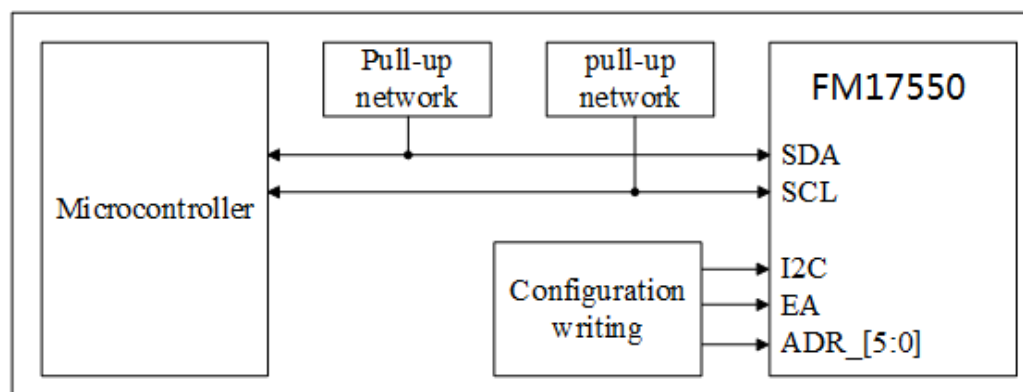 Pull-up
network
pull-up
network
FM17550
Microcontroller
SDA
SCL
Configuration
writing
I2C
EA
ADR_[5:0]